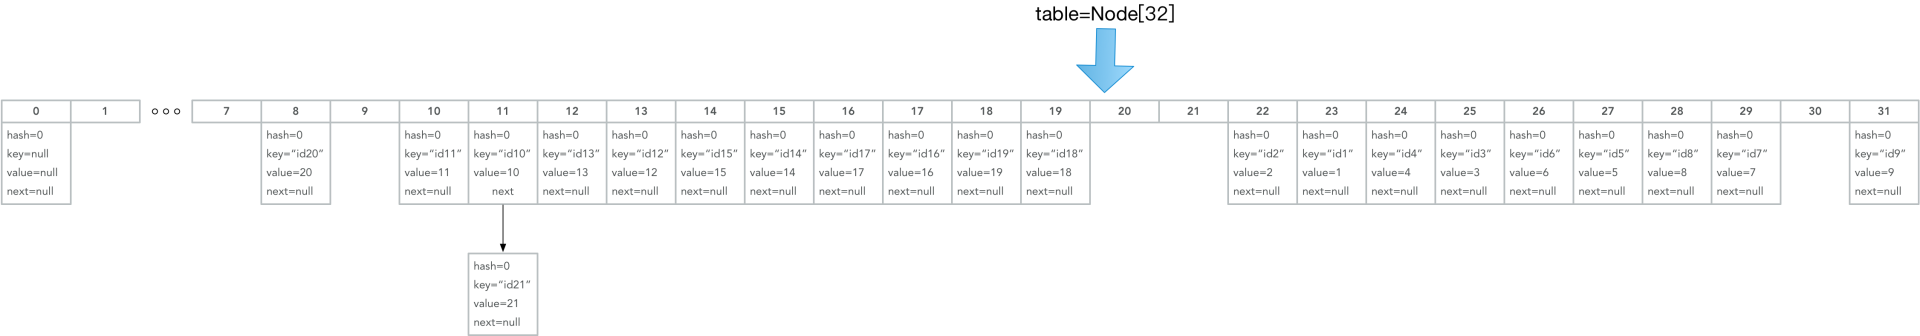 table=Node[32]
0 1 7 8 9 10 11 12 13 14 15 16 17 18 19 20 21 22 23 24 25 26 27 28 29 30 31
hash=0 hash=0 hash=0 hash=0 hash=0 hash=0 hash=0 hash=0 hash=0 hash=0 hash=0 hash=0 hash=0 hash=0 hash=0 hash=0 hash=0 hash=0 hash=0 hash=0 hash=0
key=null key=“id20” key=“id11” key=“id10” key=“id13” key=“id12” key=“id15” key=“id14” key=“id17” key=“id16” key=“id19” key=“id18” key=“id2” key=“id1” key=“id4” key=“id3” key=“id6” key=“id5” key=“id8” key=“id7” key=“id9”
value=null value=20 value=11 value=10 value=13 value=12 value=15 value=14 value=17 value=16 value=19 value=18 value=2 value=1 value=4 value=3 value=6 value=5 value=8 value=7 value=9
next=null next=null next=null next next=null next=null next=null next=null next=null next=null next=null next=null next=null next=null next=null next=null next=null next=null next=null next=null next=null
hash=0
key=“id21”
value=21
next=null